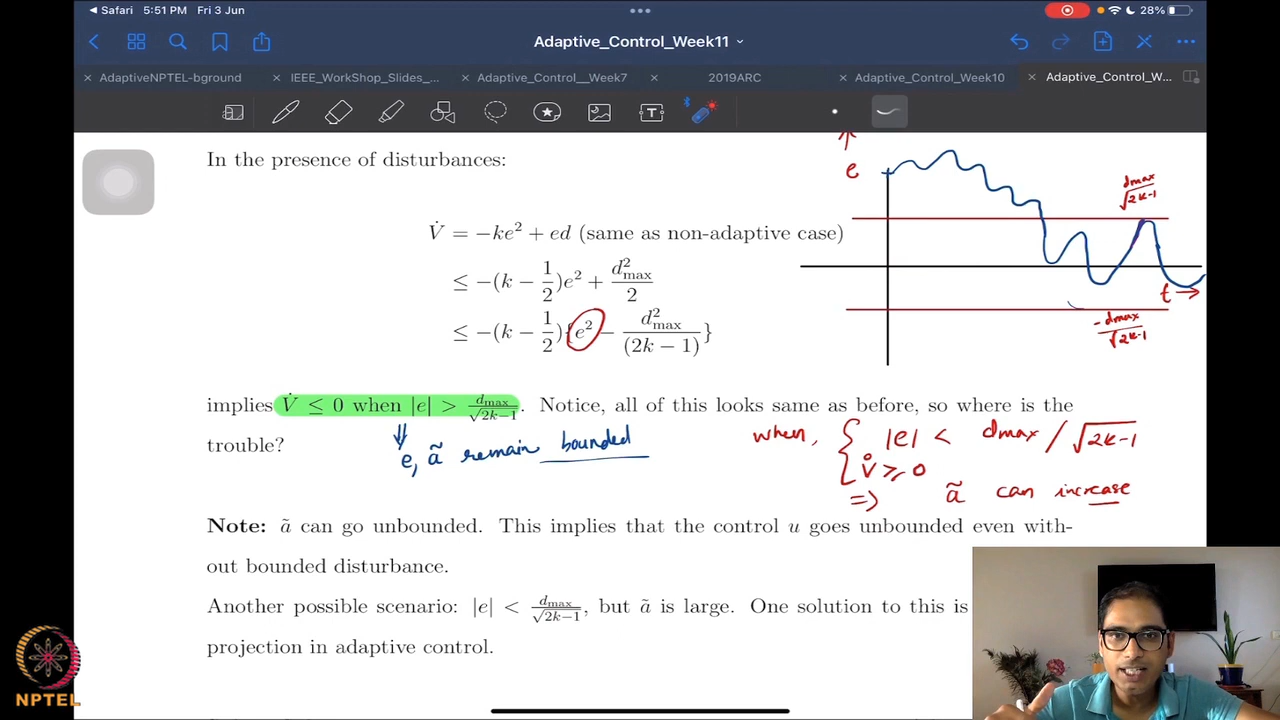 Safari 5:51 PM Fri 3 Jun
28%
Adaptive_Control_Week11
AdaptiveNPTEL-bground
IEEE_WorkShop_Slides_...
Adaptive_Control__Week7
2019ARC
Adaptive_Control_Week10
Adaptive_Control_W...
In the presence of disturbances:
V̇ = −ke² + ed (same as non-adaptive case)
≤ −(k − 1/2)e² + d²max/2
≤ −(k − 1/2){e² − d²max/(2k − 1)}
e
dmax/√2k-1
t →
-dmax/√2k-1
implies V̇ ≤ 0 when |e| > dmax/√2k−1. Notice, all of this looks same as before, so where is the
trouble?
⇓
e, ã remain bounded
when, { |e| < dmax/√2k-1
V̇ ≥ 0
⇒ ã can increase
Note: ã can go unbounded. This implies that the control u goes unbounded even with-
out bounded disturbance.
Another possible scenario: |e| < dmax/√2k−1, but ã is large. One solution to this is
projection in adaptive control.
NPTEL